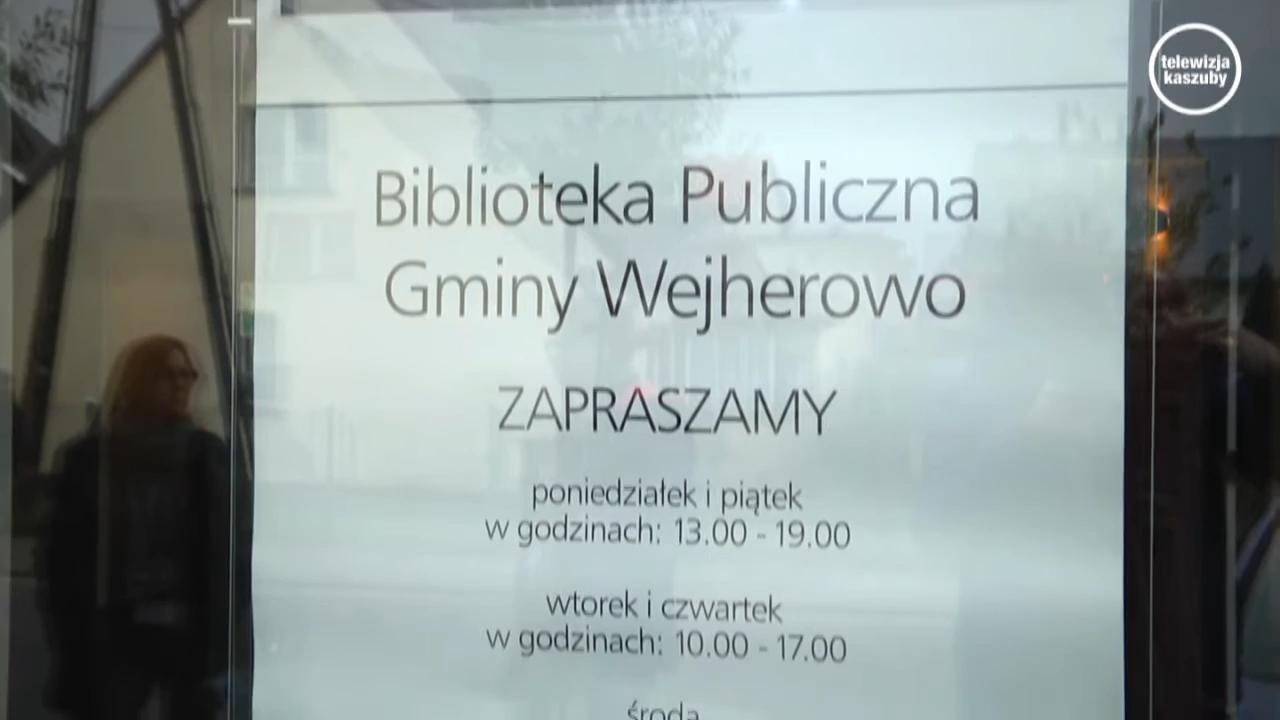 telewizja
kaszuby
Biblioteka Publiczna
Gminy Wejherowo
ZAPRASZAMY
poniedziałek i piątek
w godzinach: 13.00 - 19.00
wtorek i czwartek
w godzinach: 10.00 - 17.00
środa